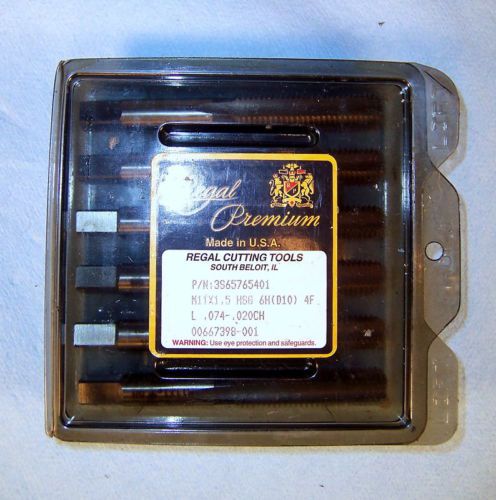 Regal
Premium
Made in U.S.A.
REGAL CUTTING TOOLS
SOUTH BELOIT, IL
P/N:3S65765401
M11X1.5 HSG 6H(D10) 4F
L .074-.020CH
00667398-001
WARNING: Use eye protection and safeguards.